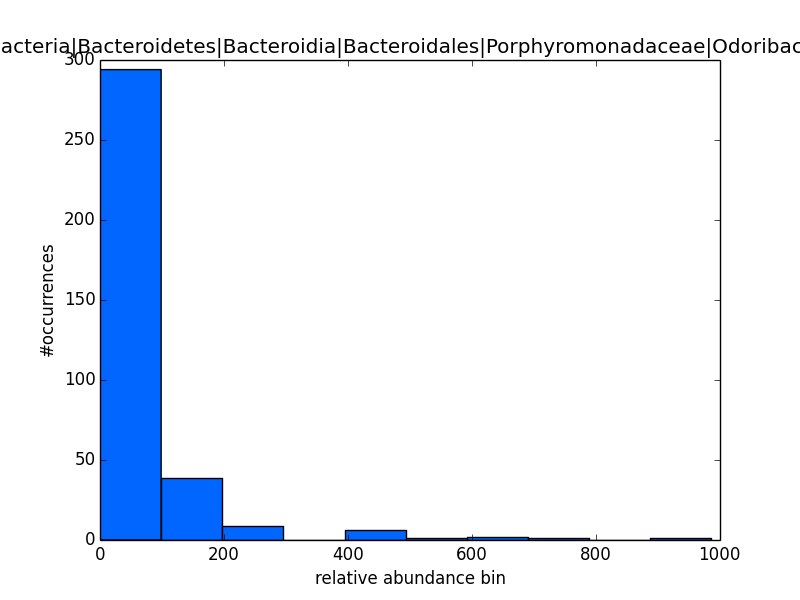 acteria|Bacteroidetes|Bacteroidia|Bacteroidales|Porphyromonadaceae|Odoribac
300
250
200
150
100
50
0
#occurrences
0 200 400 600 800 1000
relative abundance bin